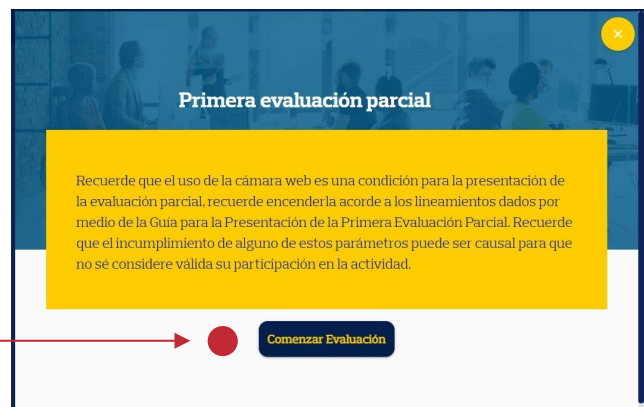 Primera evaluación parcial
Recuerde que el uso de la cámara web es una condición para la presentación de
la evaluación parcial, recuerde encenderla acorde a los lineamientos dados por
medio de la Guía para la Presentación de la Primera Evaluación Parcial. Recuerde
que el incumplimiento de alguno de estos parámetros puede ser causal para que
no sé considere válida su participación en la actividad.
Comenzar Evaluación